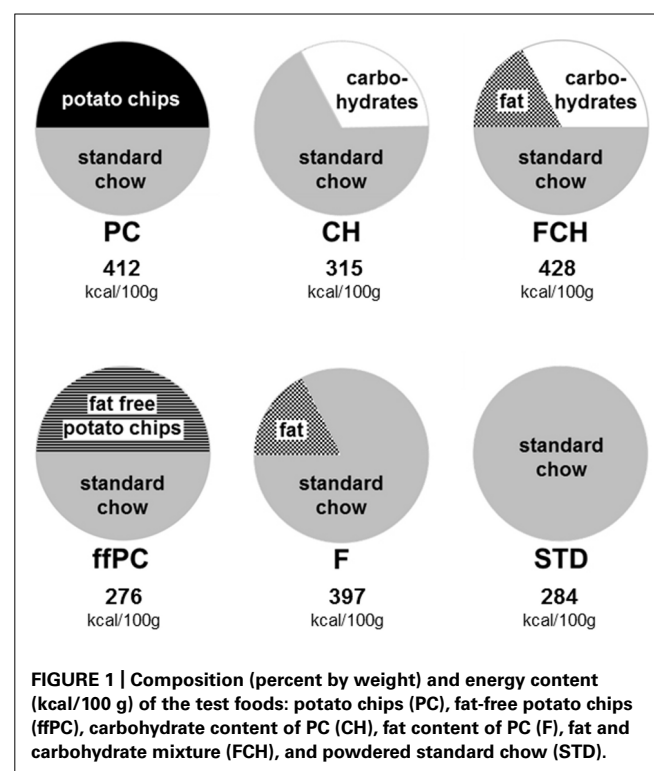 potato chips
standard
chow
PC
412
kcal/100g
carbo-
hydrates
standard
chow
CH
315
kcal/100g
fat
carbo-
hydrates
standard
chow
FCH
428
kcal/100g
fat free
potato chips
standard
chow
ffPC
276
kcal/100g
fat
standard
chow
F
397
kcal/100g
standard
chow
STD
284
kcal/100g
FIGURE 1 | Composition (percent by weight) and energy content
(kcal/100 g) of the test foods: potato chips (PC), fat-free potato chips
(ffPC), carbohydrate content of PC (CH), fat content of PC (F), fat and
carbohydrate mixture (FCH), and powdered standard chow (STD).